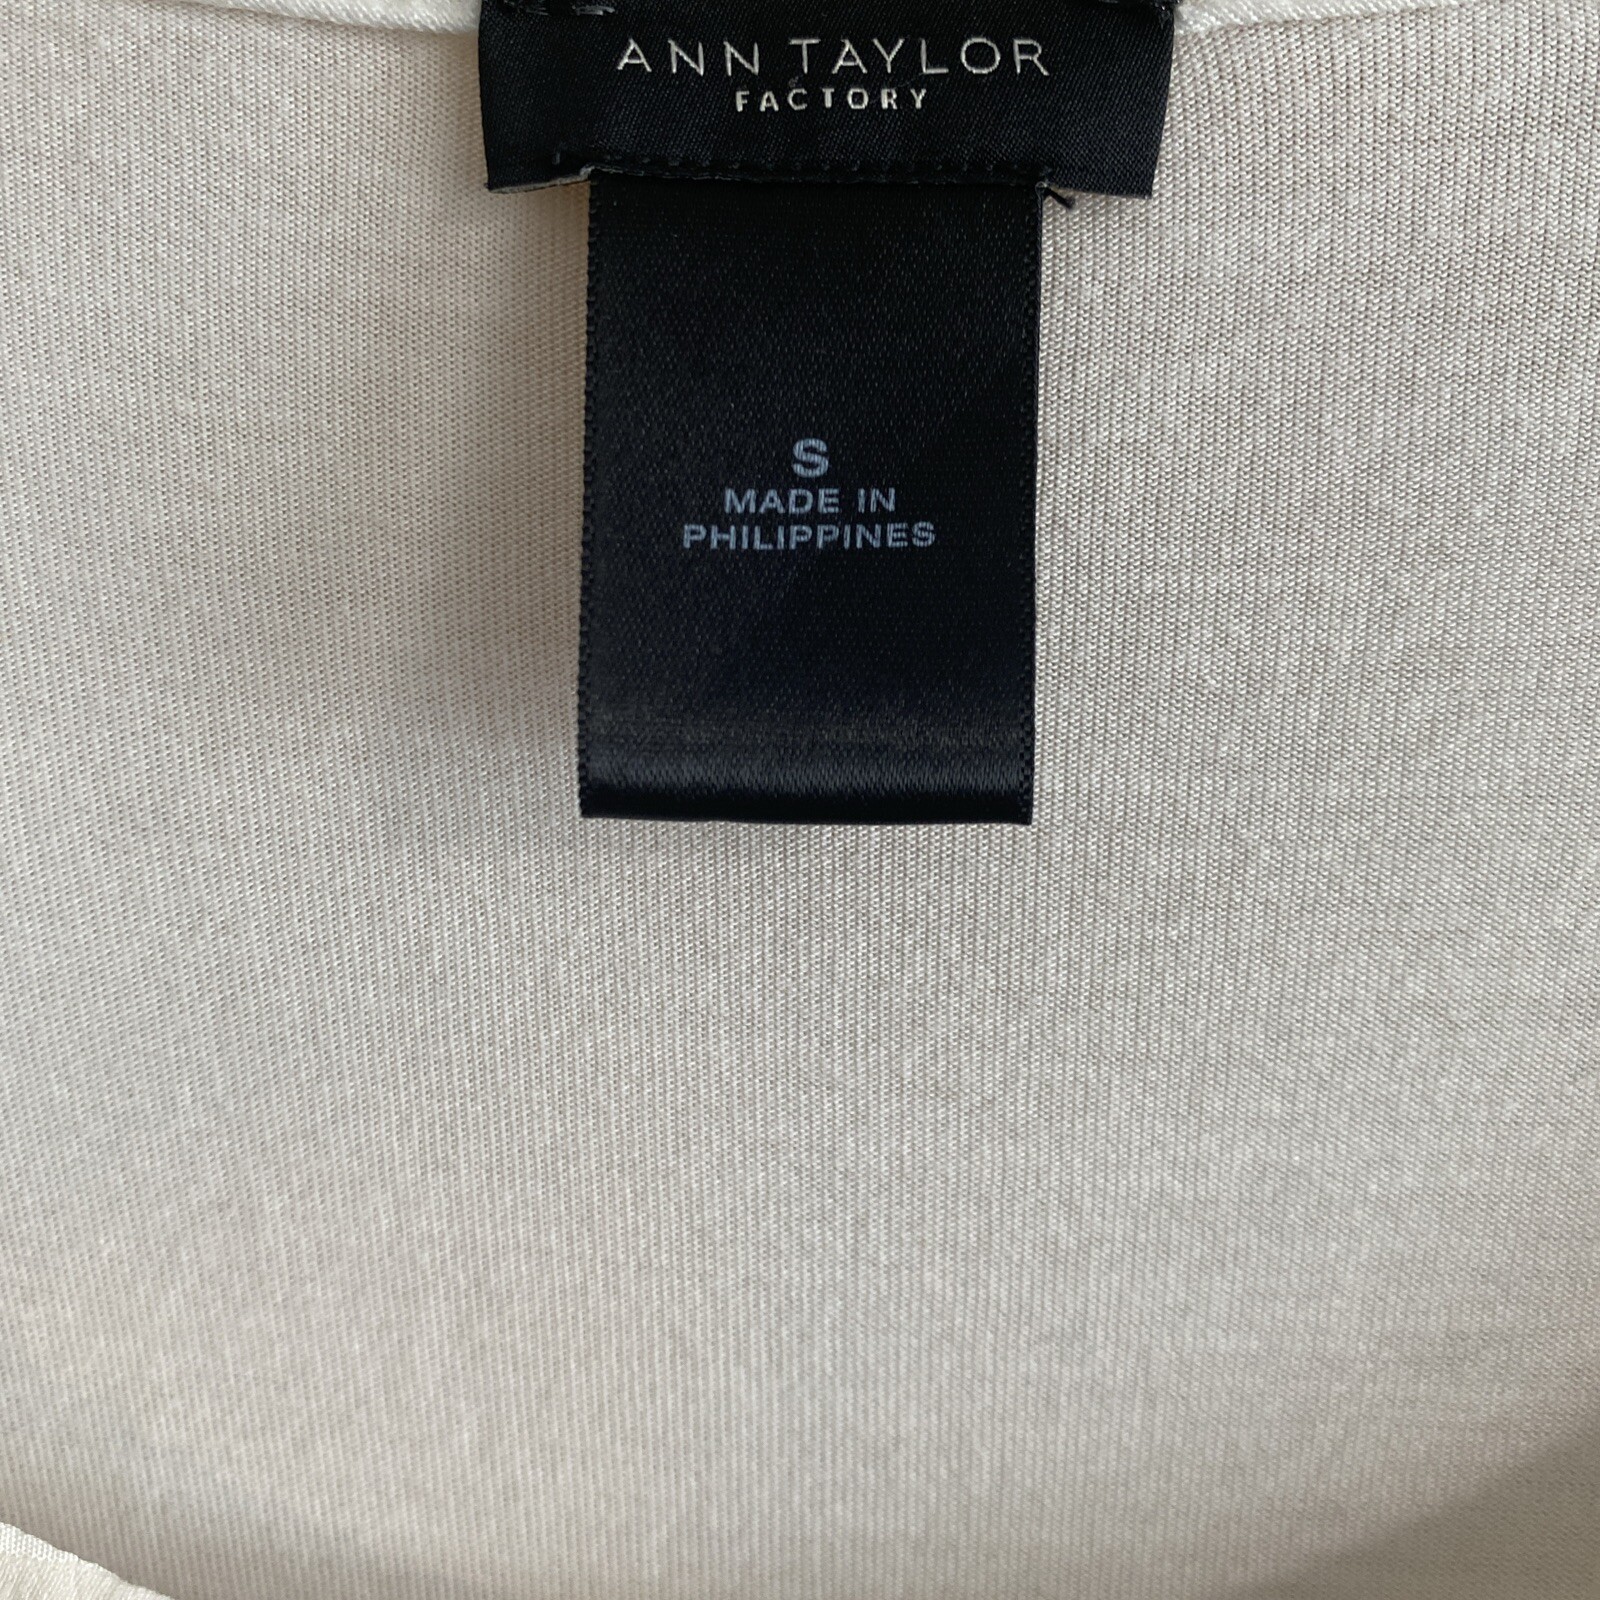 ANN TAYLOR
FACTORY
S
MADE IN
PHILIPPINES